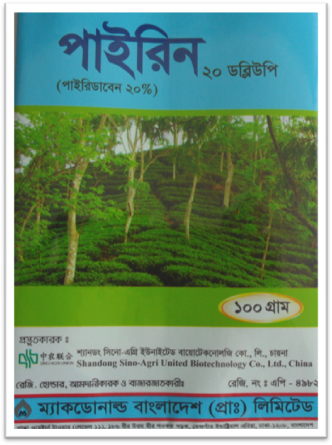 পাইরিন ২০ ডব্লিউপি
(পাইরিডাবেন ২০%)
১০০ গ্রাম
প্রস্তুতকারক :
শ্যানডং সিনো-এগ্রি ইউনাইটেড বায়োটেকনোলজি কো., লি., চায়না
Shandong Sino-Agri United Biotechnology Co., Ltd., China
রেজি. হোল্ডার, আমদানীকারক ও বাজারজাতকারীঃ রেজি. নং : এপি - ৪৯৮২
ম্যাকডোনাল্ড বাংলাদেশ (প্রাঃ) লিমিটেড